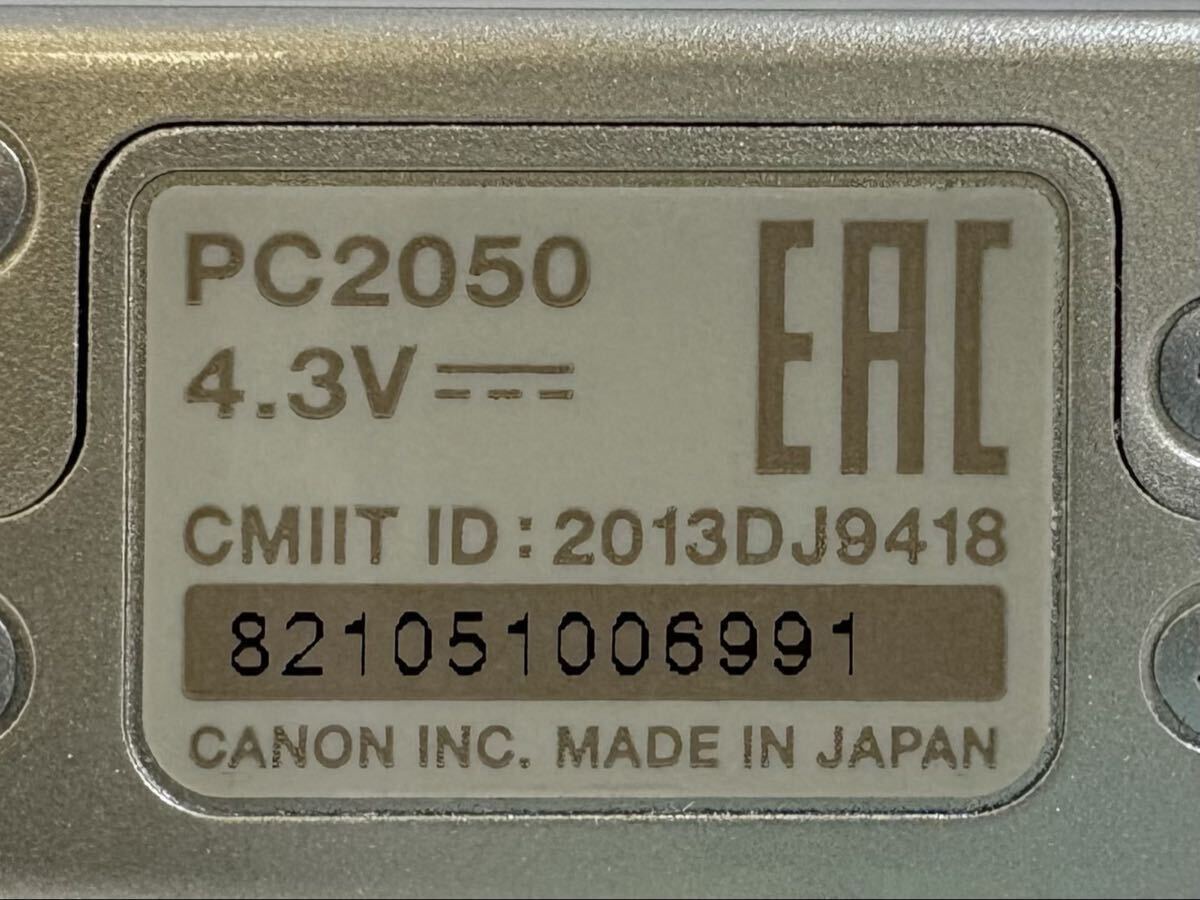 PC2050
4.3V ⎓
EAC
CMIIT ID : 2013DJ9418
821051006991
CANON INC. MADE IN JAPAN